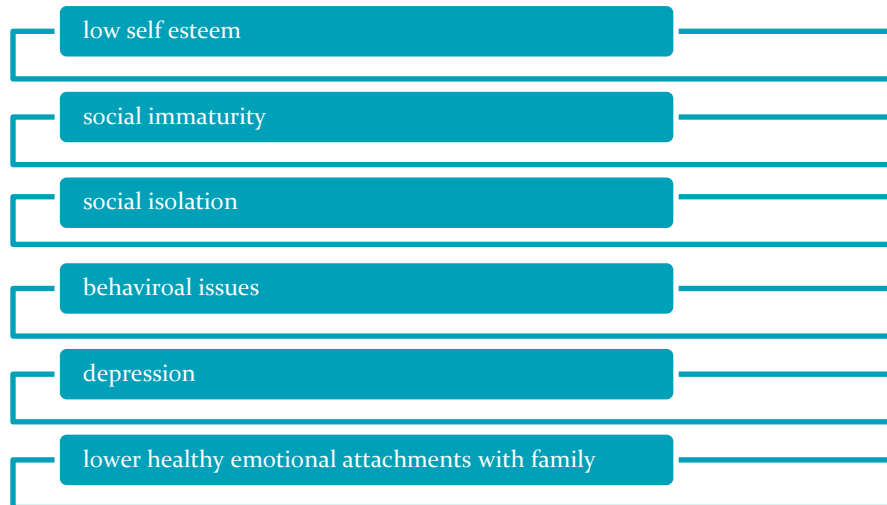 low self esteem
social immaturity
social isolation
behaviroal issues
depression
lower healthy emotional attachments with family